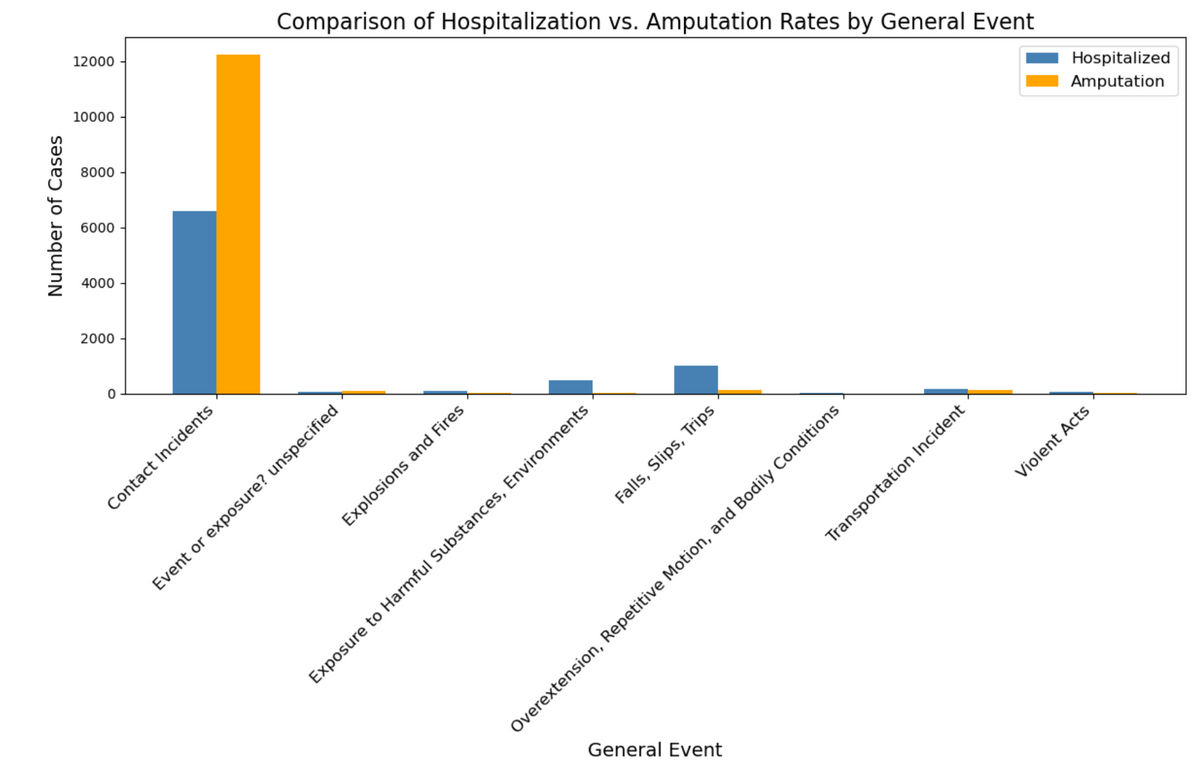 Comparison of Hospitalization vs. Amputation Rates by General Event
Hospitalized
Amputation
Number of Cases
12000
10000
8000
6000
4000
2000
0
Contact Incidents
Event or exposure? unspecified
Explosions and Fires
Exposure to Harmful Substances, Environments
Falls, Slips, Trips
Overextension, Repetitive Motion, and Bodily Conditions
Transportation Incident
Violent Acts
General Event